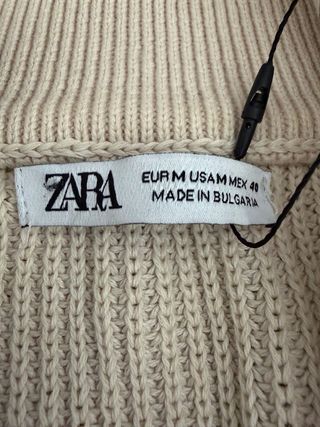 ZARA
EUR M USA M MEX 40
MADE IN BULGARIA